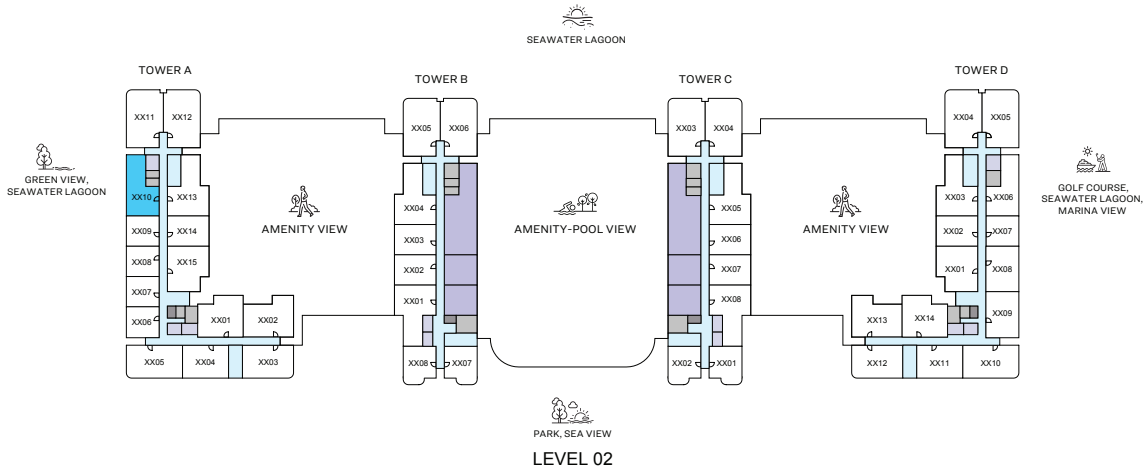 SEAWATER LAGOON
TOWER A
TOWER B
TOWER C
TOWER D
XX11
XX12
XX05
XX06
XX03
XX04
XX04
XX05
GREEN VIEW,
SEAWATER LAGOON
GOLF COURSE,
SEAWATER LAGOON,
MARINA VIEW
XX10
XX13
XX09
XX14
XX08
XX15
XX07
XX06
XX01
XX02
XX05
XX04
XX03
AMENITY VIEW
XX04
XX03
XX02
XX01
XX08
XX07
AMENITY-POOL VIEW
XX05
XX06
XX07
XX08
XX02
XX01
AMENITY VIEW
XX03
XX06
XX02
XX07
XX01
XX08
XX09
XX13
XX14
XX12
XX11
XX10
PARK, SEA VIEW
LEVEL 02